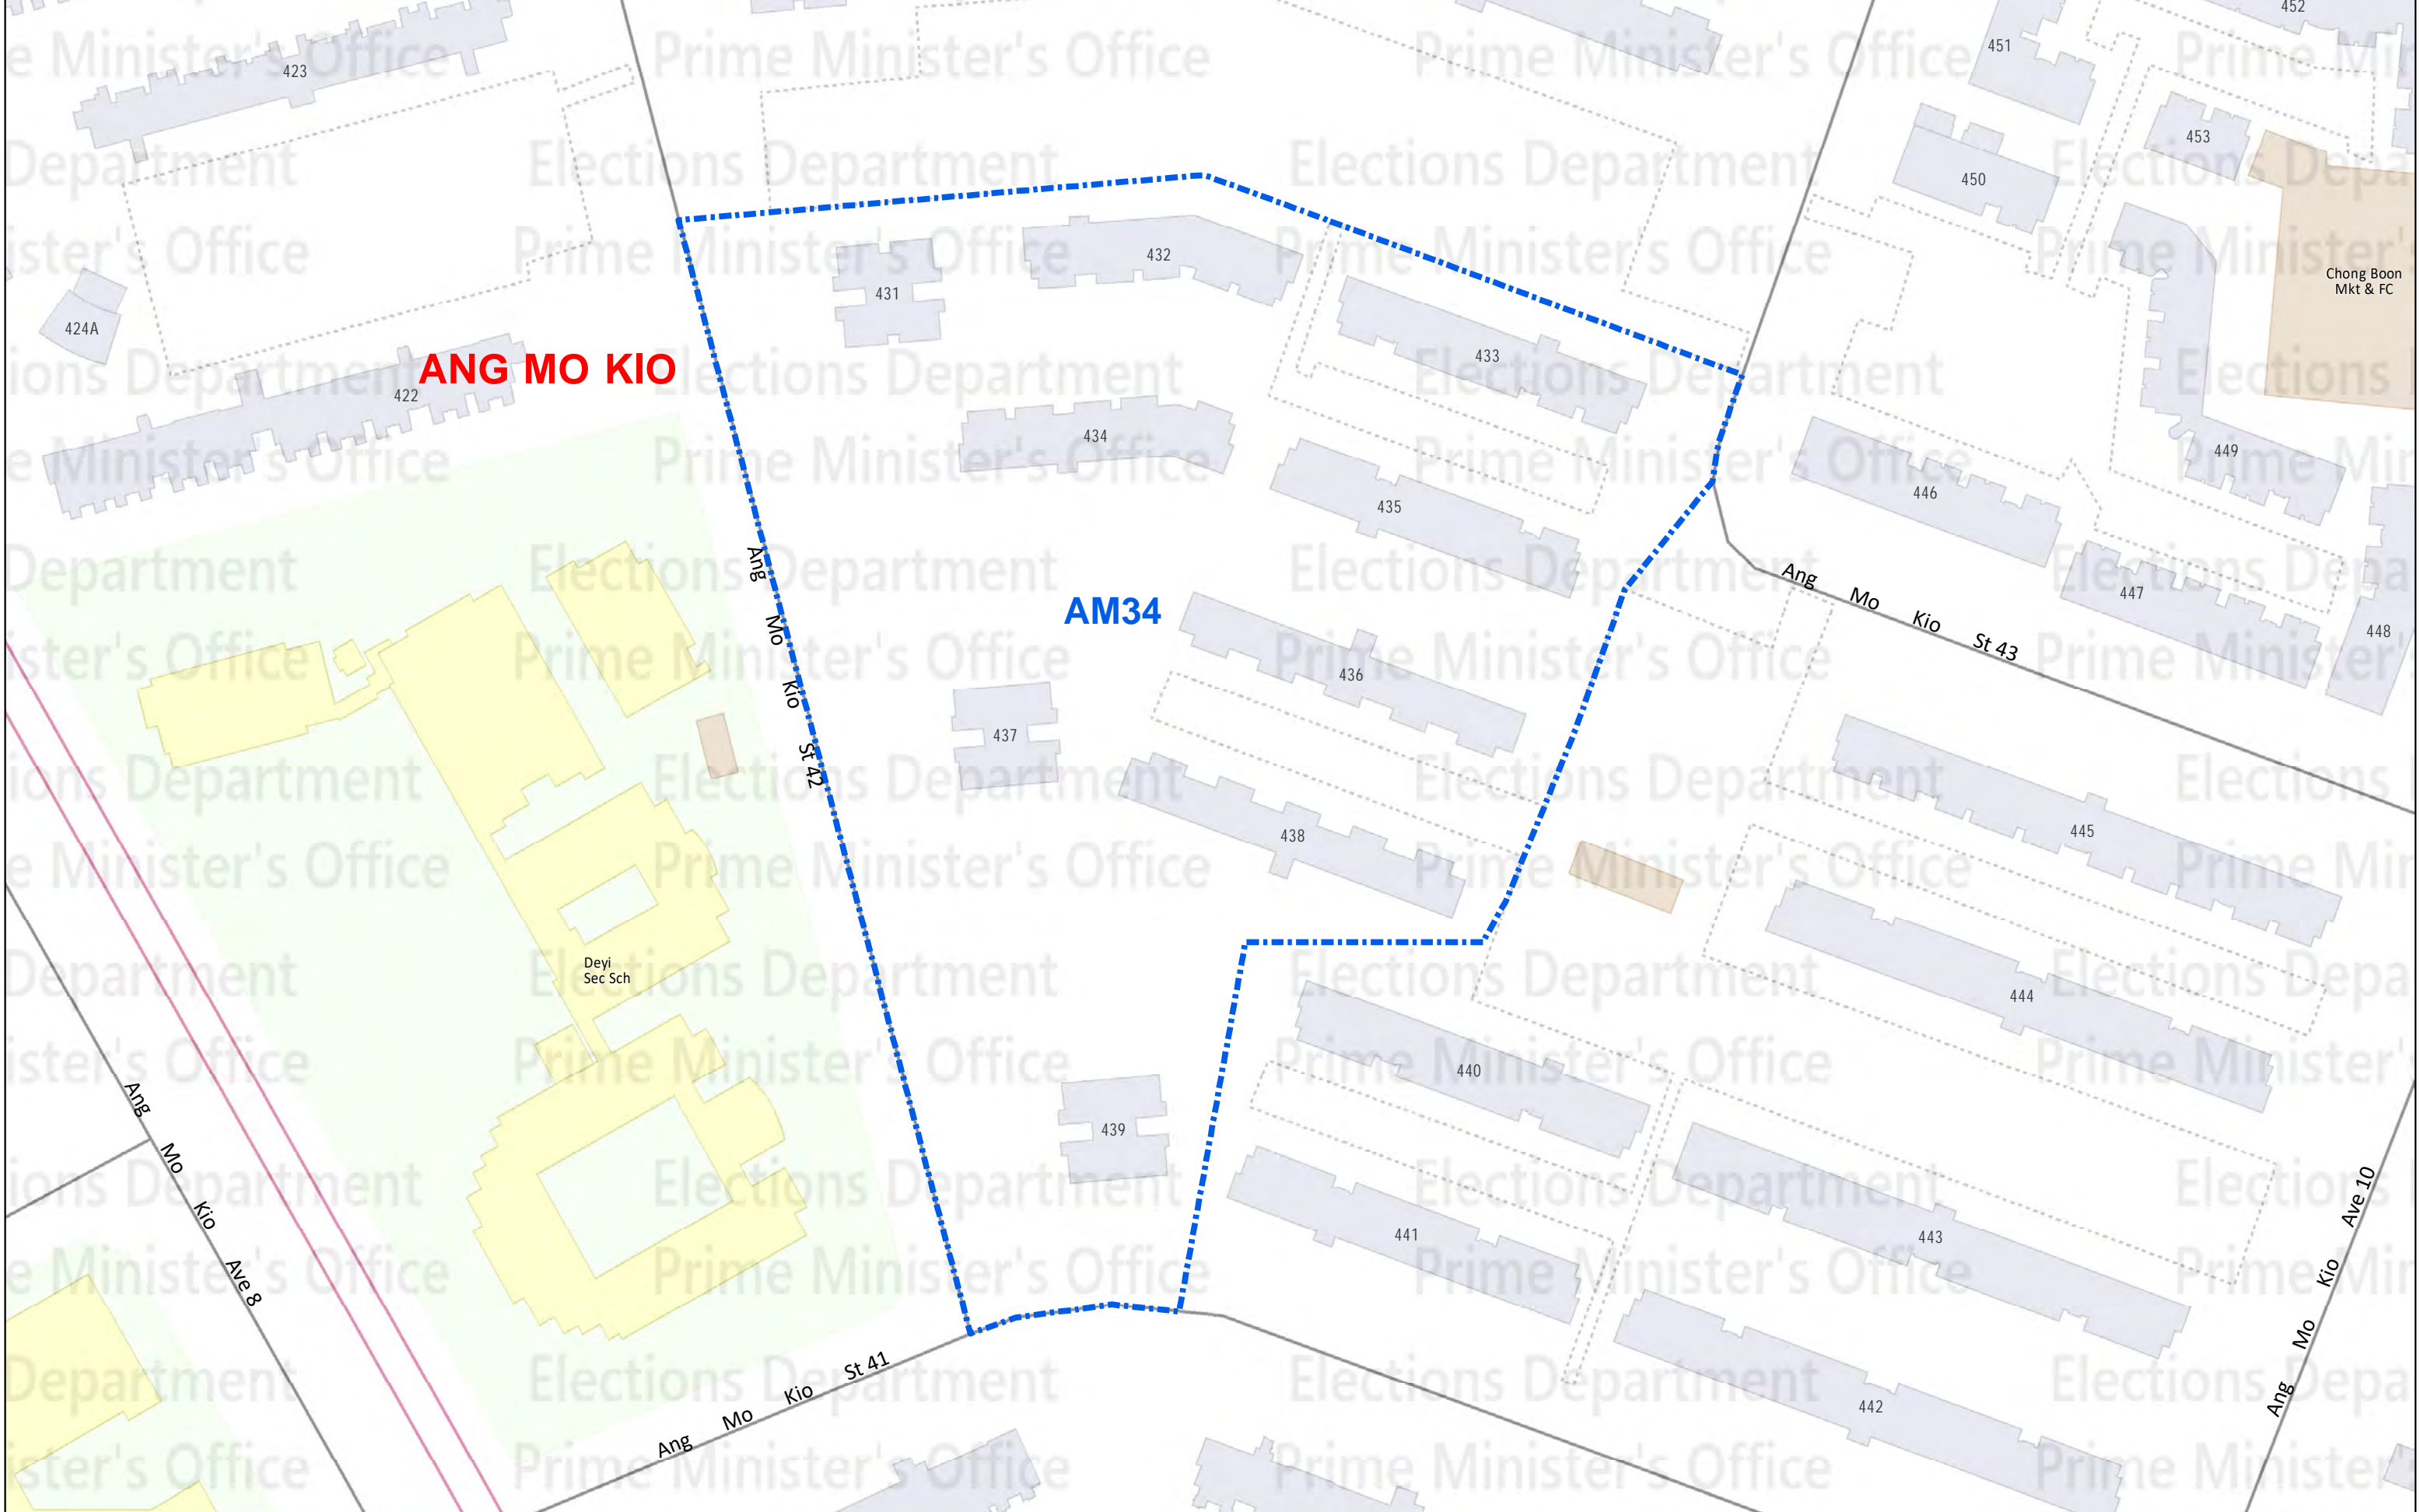 452
451
423
453
450
432
Chong Boon
Mkt & FC
431
424A
433
ANG MO KIO
422
434
449
446
435
Ang Mo Kio St 42
Ang Mo Kio St 43
447
AM34
448
436
437
445
438
Deyi
Sec Sch
444
440
439
Ang Mo Kio Ave 8
441
443
Ang Mo Kio Ave 10
Ang Mo Kio St 41
442
Prime Minister's Office
Elections Department